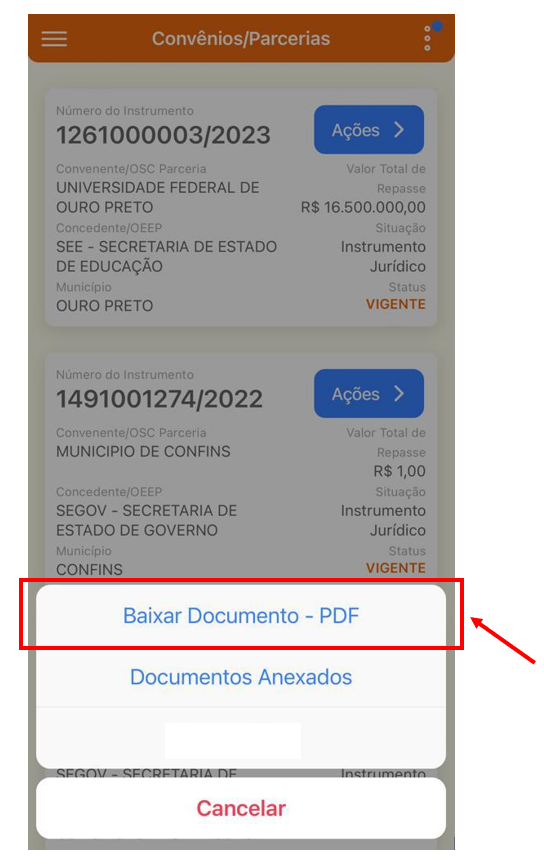 Convênios/Parcerias
Número do Instrumento
1261000003/2023
Ações
Convenente/OSC Parceria
UNIVERSIDADE FEDERAL DE
OURO PRETO
Valor Total de
Repasse
R$ 16.500.000,00
Concedente/OEEP
SEE - SECRETARIA DE ESTADO
DE EDUCAÇÃO
Situação
Instrumento
Jurídico
Município
OURO PRETO
Status
VIGENTE
Número do Instrumento
1491001274/2022
Ações
Convenente/OSC Parceria
MUNICIPIO DE CONFINS
Valor Total de
Repasse
R$ 1,00
Concedente/OEEP
SEGOV - SECRETARIA DE
ESTADO DE GOVERNO
Situação
Instrumento
Jurídico
Município
CONFINS
Status
VIGENTE
Baixar Documento - PDF
Documentos Anexados
SEGOV - SECRETARIA DE
Instrumento
Cancelar